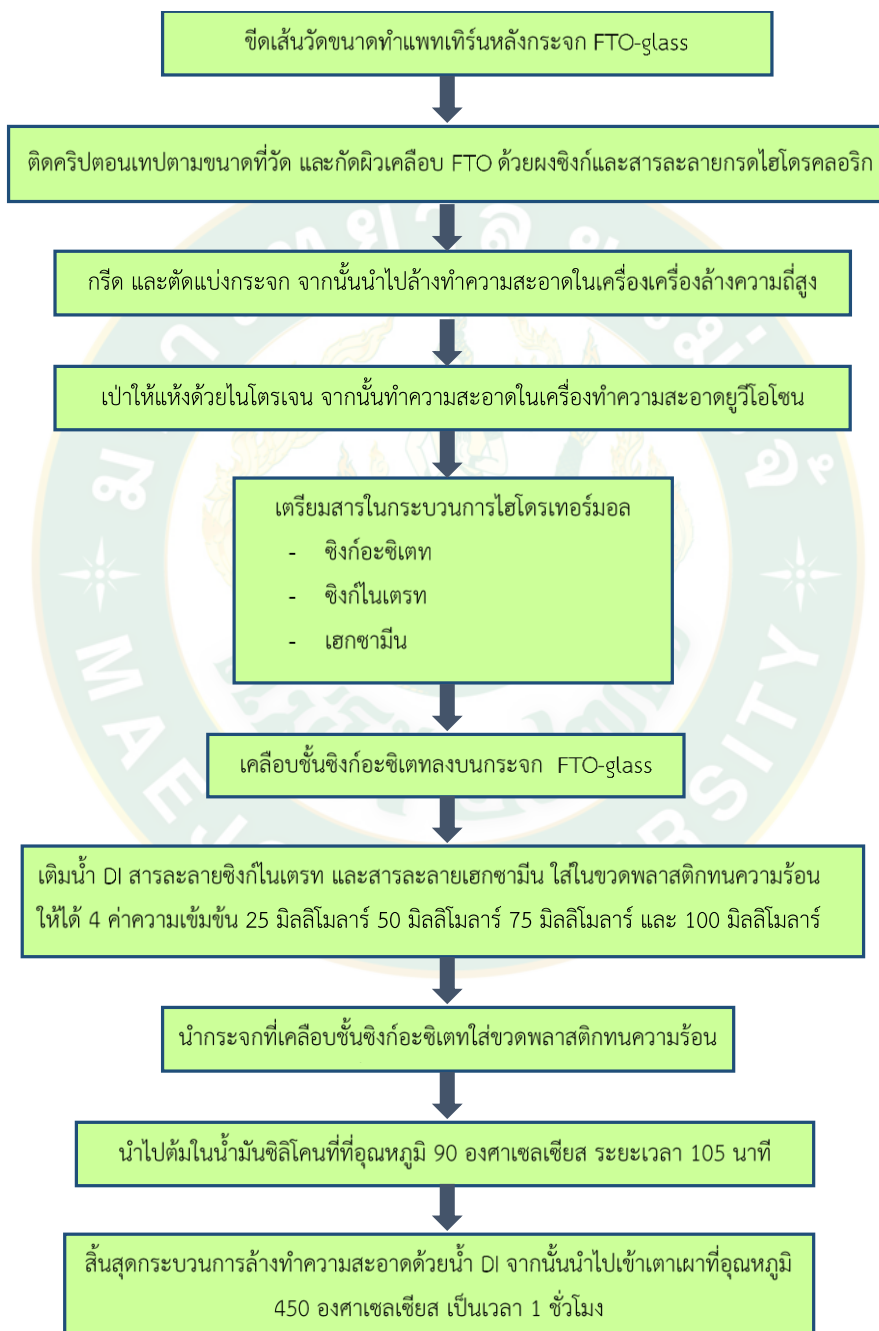 ขีดเส้นวัดขนาดทำแพทเทิร์นหลังกระจก FTO-glass
ติดคริปตอนเทปตามขนาดที่วัด และกัดผิวเคลือบ FTO ด้วยผงซิงก์และสารละลายกรดไฮโดรคลอริก
กรีด และตัดแบ่งกระจก จากนั้นนำไปล้างทำความสะอาดในเครื่องเครื่องล้างความถี่สูง
เป่าให้แห้งด้วยไนโตรเจน จากนั้นทำความสะอาดในเครื่องทำความสะอาดยูวีโอโซน
เตรียมสารในกระบวนการไฮโดรเทอร์มอล
- ซิงก์อะซิเตท
- ซิงก์ไนเตรท
- เฮกซามีน
เคลือบชั้นซิงก์อะซิเตทลงบนกระจก FTO-glass
เติมน้ำ DI สารละลายซิงก์ไนเตรท และสารละลายเฮกซามีน ใส่ในขวดพลาสติกทนความร้อน
ให้ได้ 4 ค่าความเข้มข้น 25 มิลลิโมลาร์ 50 มิลลิโมลาร์ 75 มิลลิโมลาร์ และ 100 มิลลิโมลาร์
นำกระจกที่เคลือบชั้นซิงก์อะซิเตทใส่ขวดพลาสติกทนความร้อน
นำไปต้มในน้ำมันซิลิโคนที่ที่อุณหภูมิ 90 องศาเซลเซียส ระยะเวลา 105 นาที
สิ้นสุดกระบวนการล้างทำความสะอาดด้วยน้ำ DI จากนั้นนำไปเข้าเตาเผาที่อุณหภูมิ
450 องศาเซลเซียส เป็นเวลา 1 ชั่วโมง